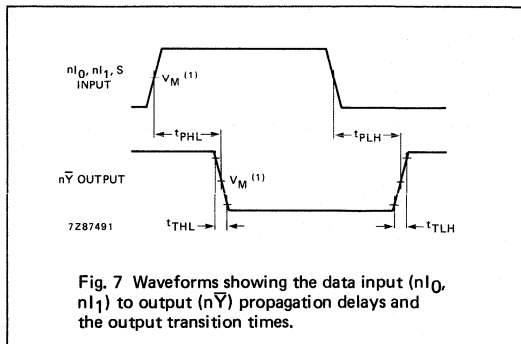 nI0, nI1, S
INPUT
VM (1)
tPHL
tPLH
nY̅ OUTPUT
VM (1)
7Z87491
tTHL
tTLH
Fig. 7 Waveforms showing the data input (nI0,
nI1) to output (nY̅) propagation delays and
the output transition times.